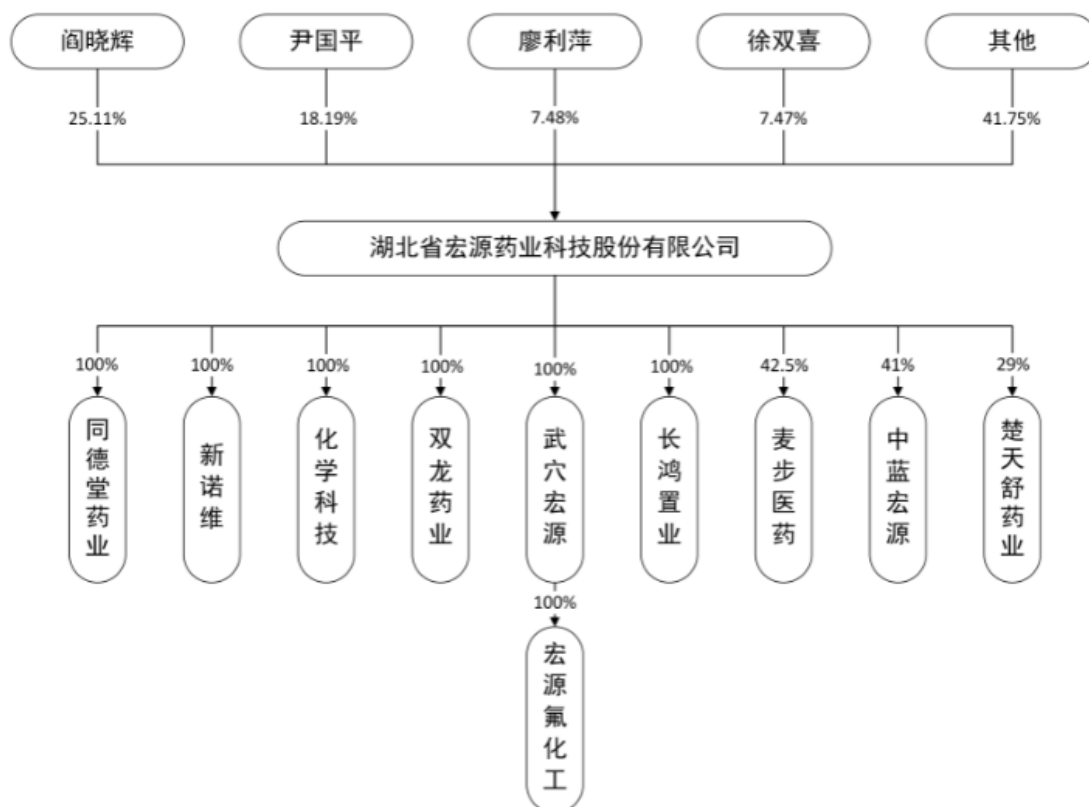 阎晓辉
尹国平
廖利萍
徐双喜
其他
25.11%
18.19%
7.48%
7.47%
41.75%
湖北省宏源药业科技股份有限公司
100%
100%
100%
100%
100%
100%
42.5%
41%
29%
同德堂药业
新诺维
化学科技
双龙药业
武穴宏源
长鸿置业
麦步医药
中蓝宏源
楚天舒药业
100%
宏源氟化工